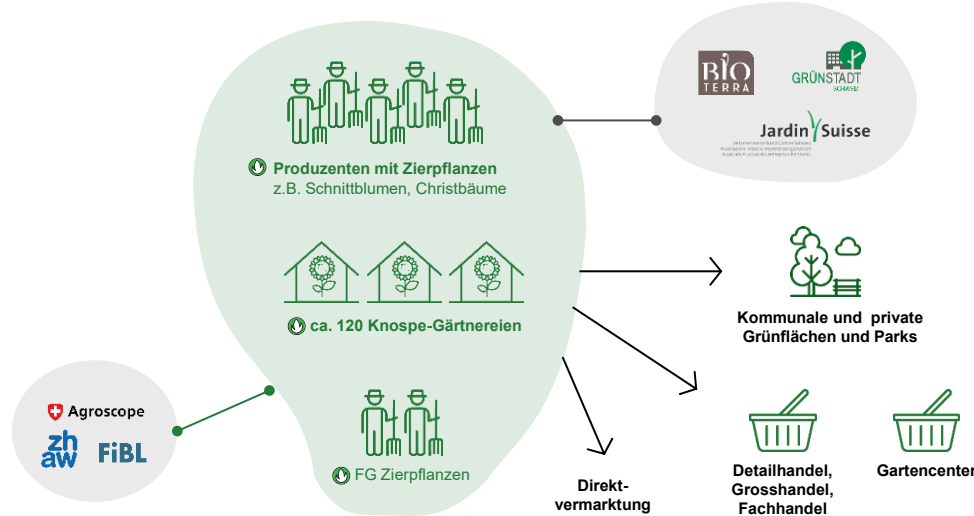 BIO
TERRA
GRÜNSTADT
SCHWEIZ
Jardin Suisse
Produzenten mit Zierpflanzen
z.B. Schnittblumen, Christbäume
ca. 120 Knospe-Gärtnereien
Kommunale und private
Grünflächen und Parks
Agroscope
zh
aw
FiBL
FG Zierpflanzen
Direkt-
vermarktung
Detailhandel,
Grosshandel,
Fachhandel
Gartencenter